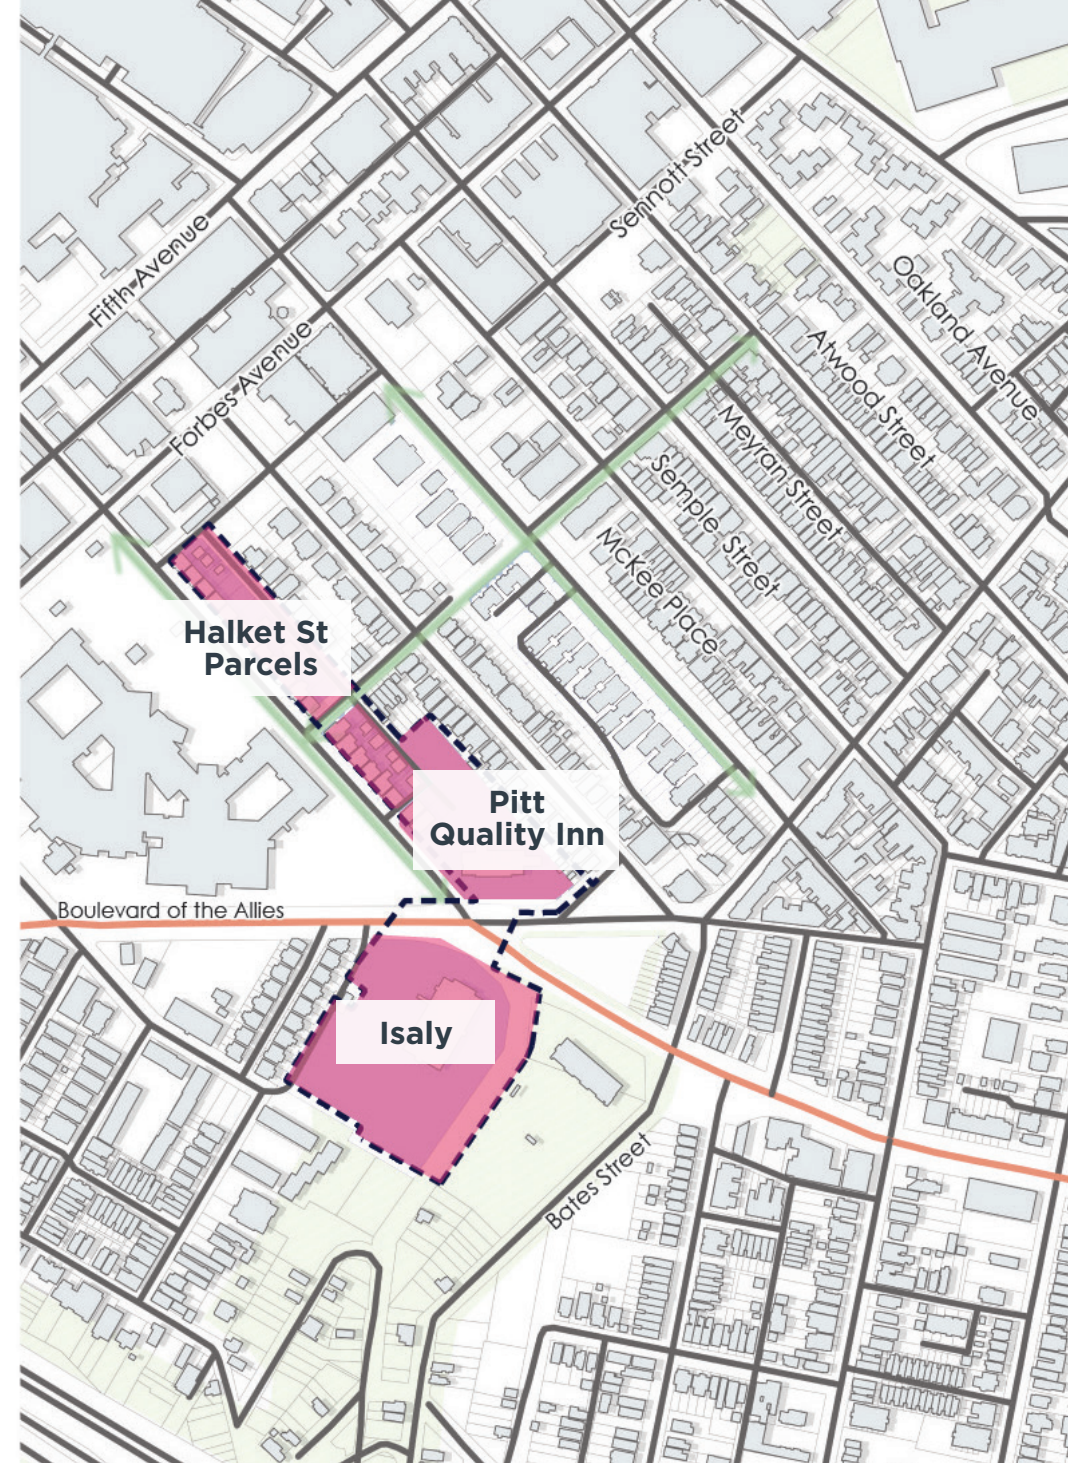 Sennott Street
Fifth Avenue
Oakland Avenue
Forbes Avenue
Atwood Street
Meyran Street
Semple Street
McKee Place
Halket St
Parcels
Pitt
Quality Inn
Boulevard of the Allies
Isaly
Bates Street